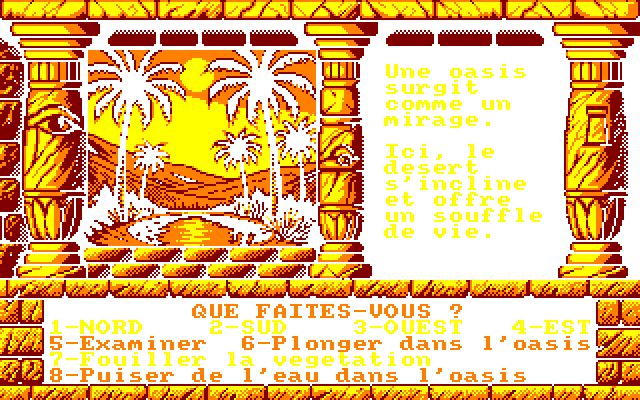 Une oasis
surgit
comme un
mirage.
Ici, le
desert
s'incline
et offre
un souffle
de vie.
QUE FAITES-VOUS ?
1-NORD 2-SUD 3-OUEST 4-EST
5-Examiner 6-Plonger dans l'oasis
7-Fouiller la vegetation
8-Puiser de l'eau dans l'oasis